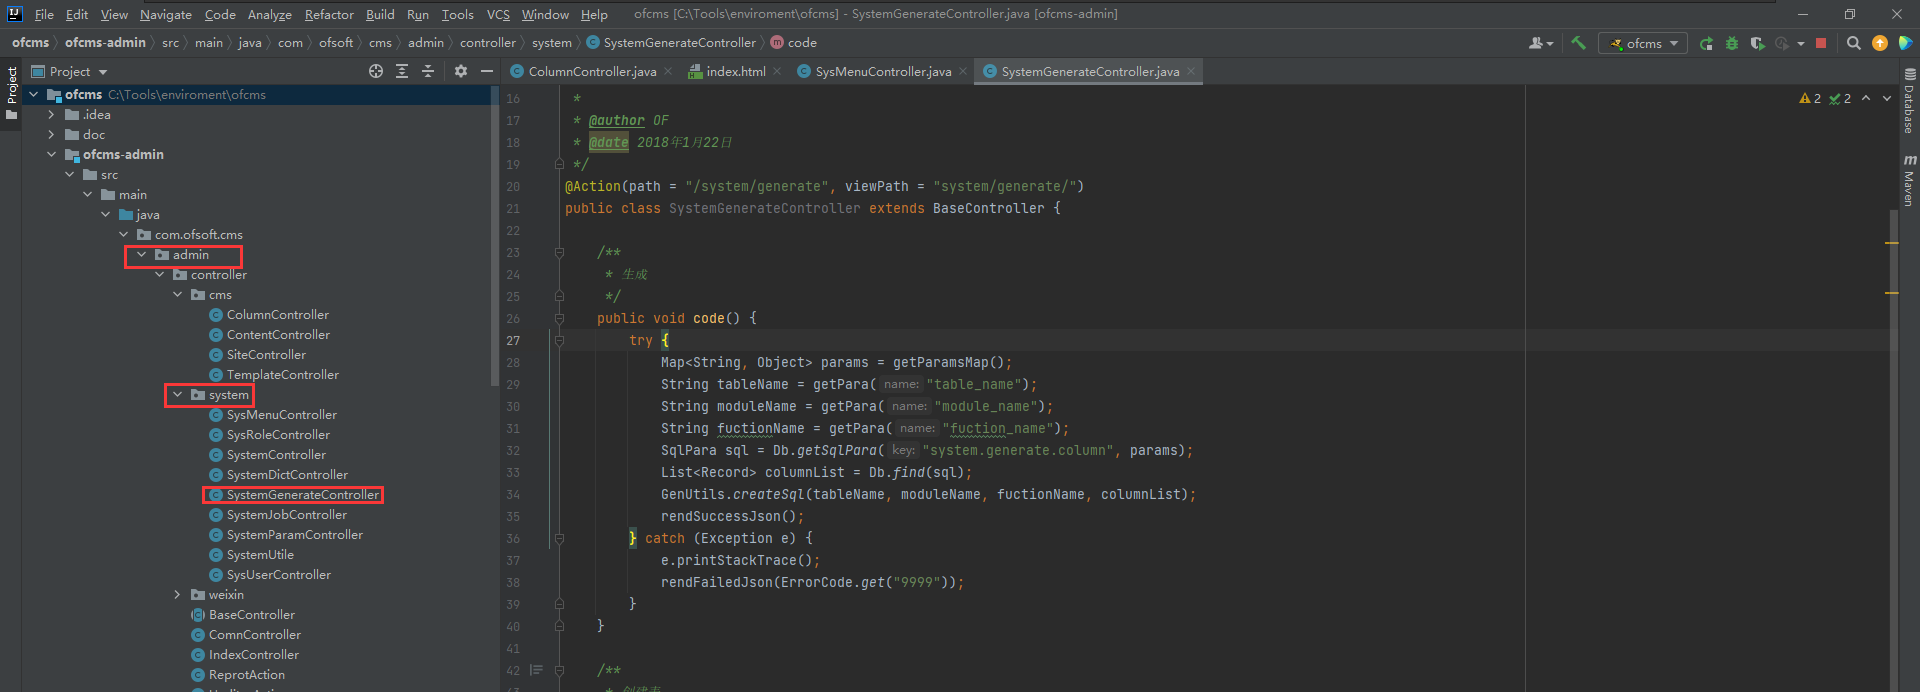 File Edit View Navigate Code Analyze Refactor Build Run Tools VCS Window Help ofcms [C:\Tools\enviroment\ofcms] - SystemGenerateController.java [ofcms-admin]
ofcms ofcms-admin src main java com ofsoft cms admin controller system SystemGenerateController code ofcms
Project
Project
ColumnController.java index.html SysMenuController.java SystemGenerateController.java
ofcms C:\Tools\enviroment\ofcms
.idea
doc
ofcms-admin
src
main
java
com.ofsoft.cms
admin
controller
cms
ColumnController
ContentController
SiteController
TemplateController
system
SysMenuController
SysRoleController
SystemController
SystemDictController
SystemGenerateController
SystemJobController
SystemParamController
SystemUtile
SysUserController
weixin
BaseController
ComnController
IndexController
ReprotAction
2 2
16 *
17 * @author OF
18 * @date 2018年1月22日
19 */
20 @Action(path = "/system/generate", viewPath = "system/generate/")
21 public class SystemGenerateController extends BaseController {
22
23 /**
24 * 生成
25 */
26 public void code() {
27 try {
28 Map<String, Object> params = getParamsMap();
29 String tableName = getPara( name: "table_name");
30 String moduleName = getPara( name: "module_name");
31 String fuctionName = getPara( name: "fuction_name");
32 SqlPara sql = Db.getSqlPara( key: "system.generate.column", params);
33 List<Record> columnList = Db.find(sql);
34 GenUtils.createSql(tableName, moduleName, fuctionName, columnList);
35 rendSuccessJson();
36 } catch (Exception e) {
37 e.printStackTrace();
38 rendFailedJson(ErrorCode.get("9999"));
39 }
40 }
41
42 /**
Database
m Maven